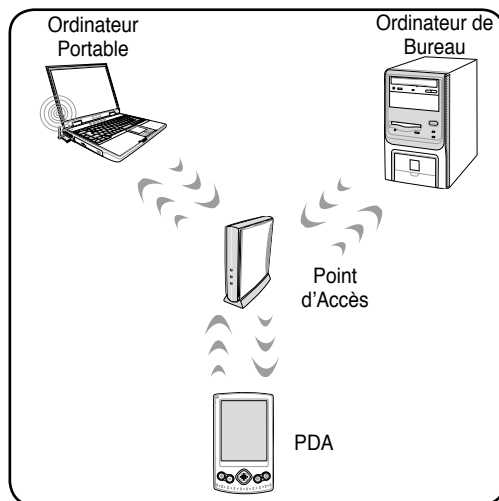 Ordinateur
Portable
Ordinateur de
Bureau
Point
d'Accès
PDA